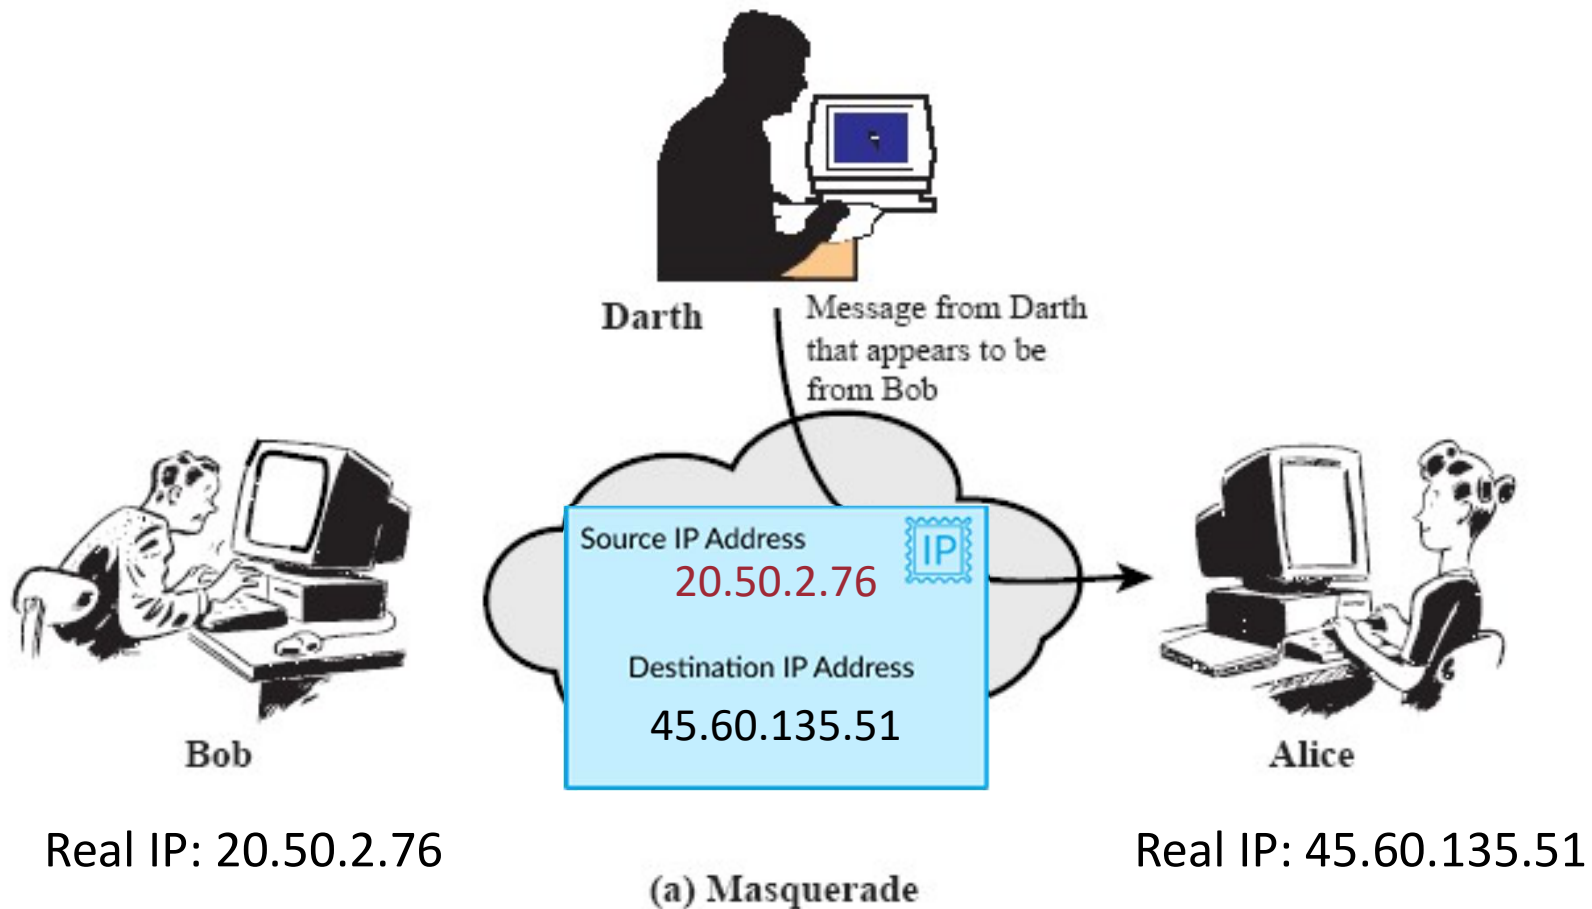 Darth
Message from Darth
that appears to be
from Bob
Source IP Address
IP
20.50.2.76
Destination IP Address
45.60.135.51
Bob
Alice
Real IP: 20.50.2.76
Real IP: 45.60.135.51
(a) Masquerade